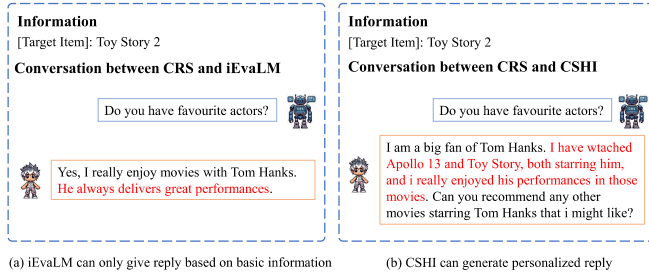 Information
[Target Item]: Toy Story 2
Conversation between CRS and iEvaLM
Do you have favourite actors?
Yes, I really enjoy movies with Tom Hanks.
He always delivers great performances.
(a) iEvaLM can only give reply based on basic information
Information
[Target Item]: Toy Story 2
Conversation between CRS and CSHI
Do you have favourite actors?
I am a big fan of Tom Hanks. I have wtached
Apollo 13 and Toy Story, both starring him,
and i really enjoyed his performances in those
movies. Can you recommend any other
movies starring Tom Hanks that i might like?
(b) CSHI can generate personalized reply